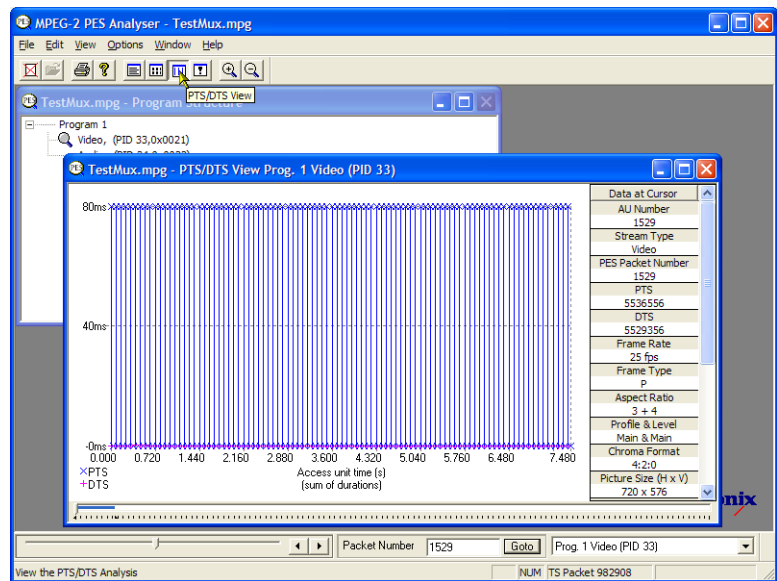 MPEG-2 PES Analyser - TestMux.mpg
File Edit View Options Window Help
PTS/DTS View
TestMux.mpg - Program Structure
Program 1
Video, (PID 33,0x0021)
TestMux.mpg - PTS/DTS View Prog. 1 Video (PID 33)
80ms
40ms
-0ms
0.000 0.720 1.440 2.160 2.880 3.600 4.320 5.040 5.760 6.480 7.480
×PTS
+DTS
Access unit time (s)
(sum of durations)
Data at Cursor
AU Number
1529
Stream Type
Video
PES Packet Number
1529
PTS
5536556
DTS
5529356
Frame Rate
25 fps
Frame Type
P
Aspect Ratio
3 ÷ 4
Profile & Level
Main & Main
Chroma Format
4:2:0
Picture Size (H x V)
720 x 576
nix
Packet Number 1529 Goto Prog. 1 Video (PID 33)
View the PTS/DTS Analysis NUM TS Packet 982908